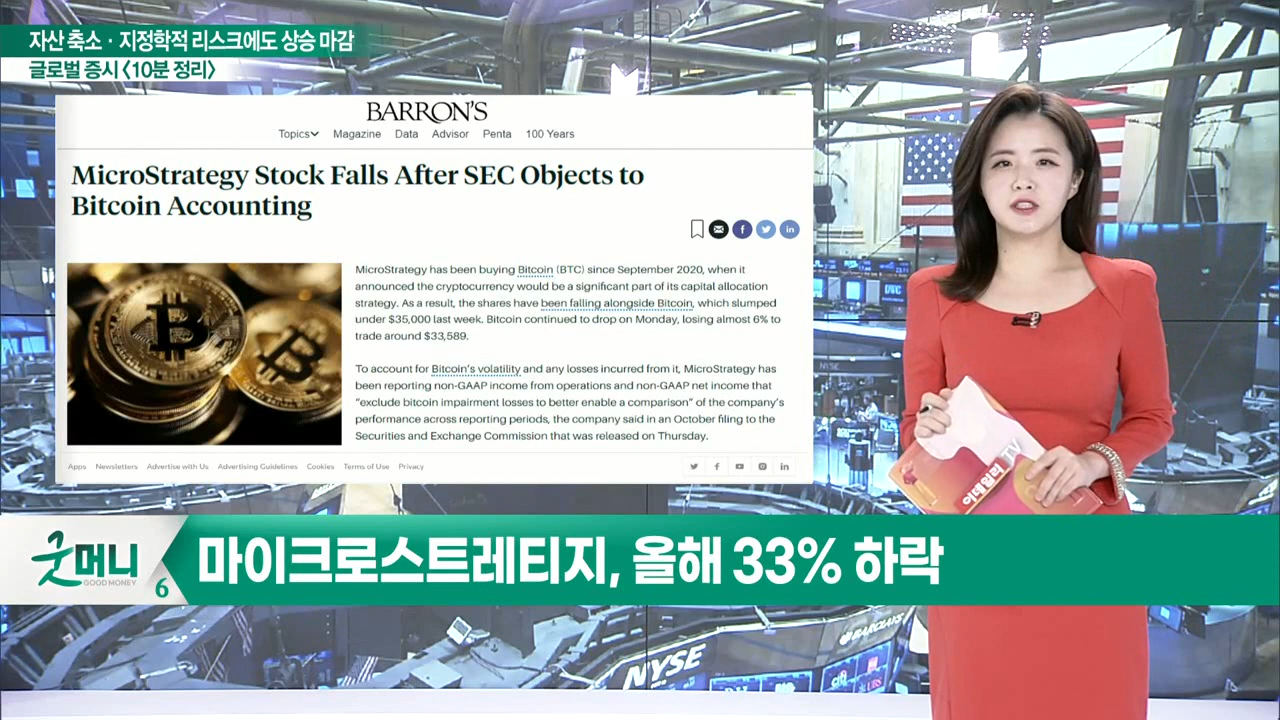 자산 축소 · 지정학적 리스크에도 상승 마감
글로벌 증시 <10분 정리>
BARRON'S
Topics Magazine Data Advisor Penta 100 Years
MicroStrategy Stock Falls After SEC Objects to
Bitcoin Accounting
MicroStrategy has been buying Bitcoin (BTC) since September 2020, when it
announced the cryptocurrency would be a significant part of its capital allocation
strategy. As a result, the shares have been falling alongside Bitcoin, which slumped
under $35,000 last week. Bitcoin continued to drop on Monday, losing almost 6% to
trade around $33,589.
To account for Bitcoin's volatility and any losses incurred from it, MicroStrategy has
been reporting non-GAAP income from operations and non-GAAP net income that
“exclude bitcoin impairment losses to better enable a comparison” of the company's
performance across reporting periods, the company said in an October filing to the
Securities and Exchange Commission that was released on Thursday.
Apps Newsletters Advertise with Us Advertising Guidelines Cookies Terms of Use Privacy
이데일리 TV
굿머니
GOOD MONEY
6
마이크로스트레티지, 올해 33% 하락
NYSE
BARCLAYS
UBS